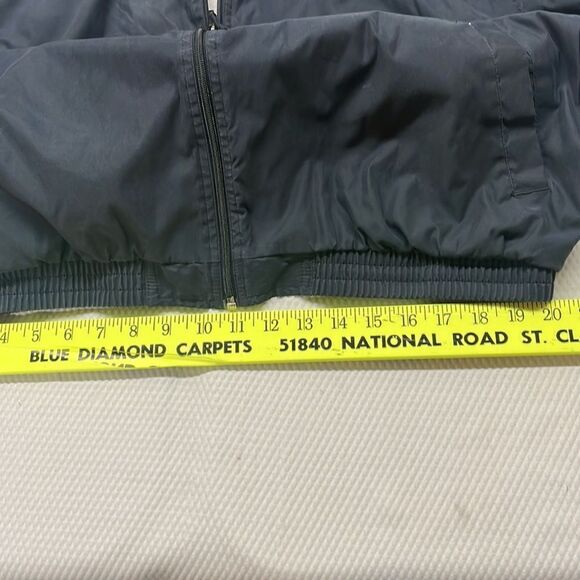 4 5 6 7 8 9 10 11 12 13 14 15 16 17 18 19 20
BLUE DIAMOND CARPETS 51840 NATIONAL ROAD ST. CL